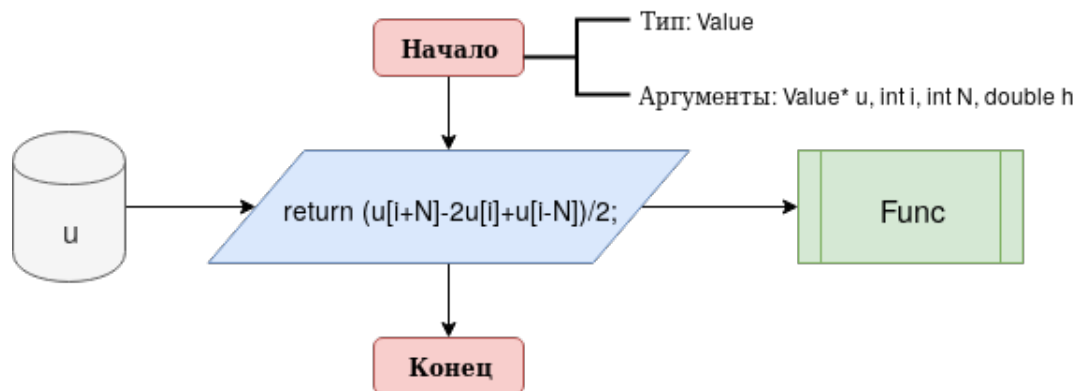 Начало
Тип: Value
Аргументы: Value* u, int i, int N, double h
u
return (u[i+N]-2u[i]+u[i-N])/2;
Func
Конец